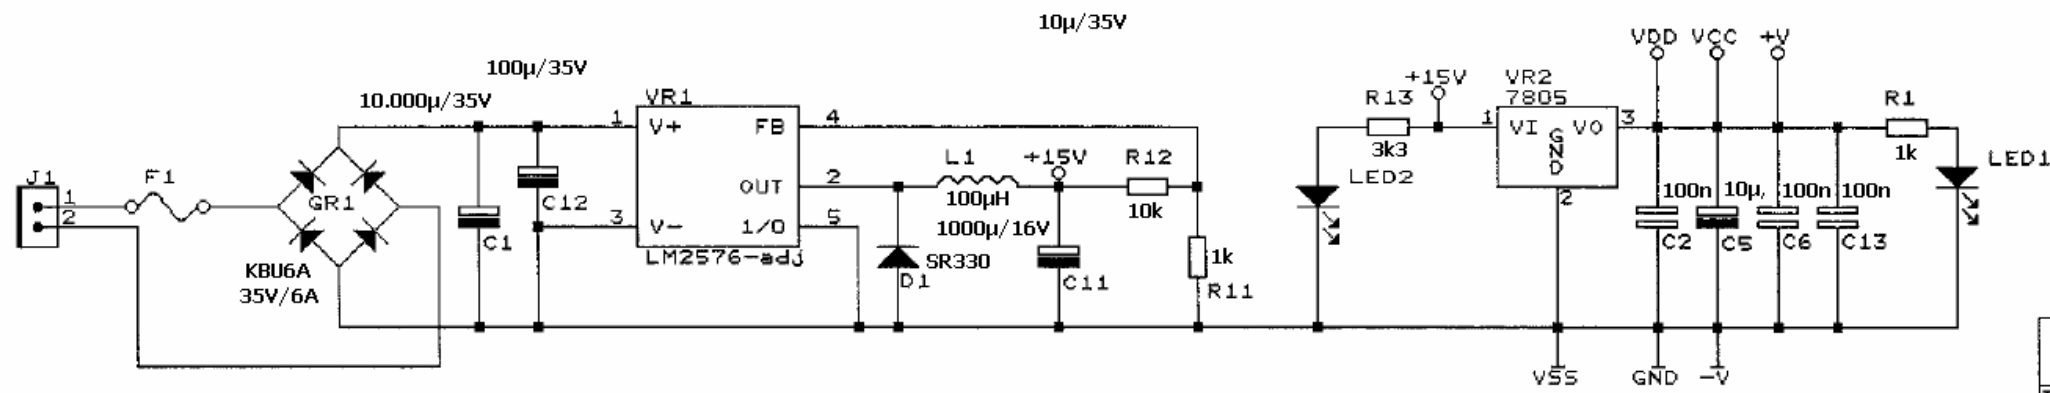 10µ/35V
100µ/35V
10.000µ/35V
J1
1
2
F1
GR1
KBU6A
35V/6A
C1
C12
VR1
1
V+
FB
4
OUT
2
3
V-
1/0
5
LM2576-adj
L1
100µH
+15V
1000µ/16V
SR330
D1
C11
R12
10k
1k
R11
R13
3k3
+15V
LED2
VR2
7805
1
VI
GND
VO
3
2
VDD
VCC
+V
R1
1k
LED1
100n
10µ,
100n
100n
C2
C5
C6
C13
VSS
GND
-V